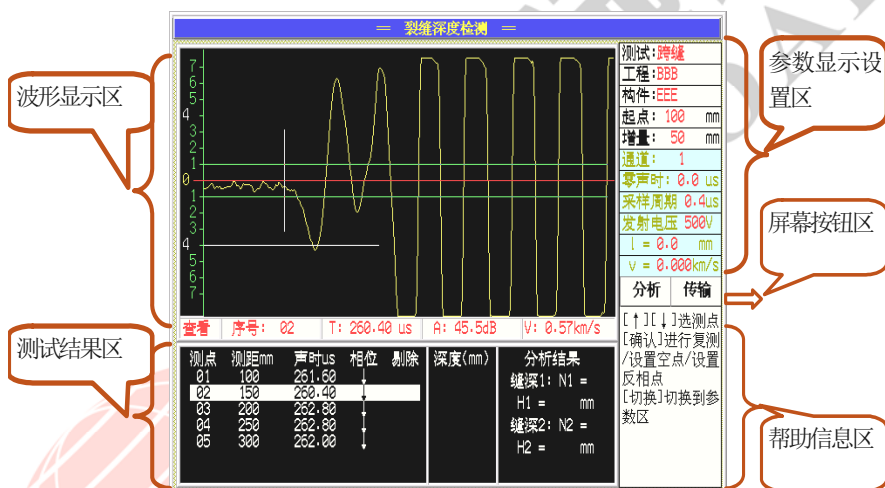 ═ 裂缝深度检测 ═
波形显示区
测试结果区
7
6
5
4
3
2
1
0
1
2
3
4
5
6
7
查看 序号: 02 T: 260.40 us A: 45.5dB V: 0.57km/s
测点 测距mm 声时us 相位 剔除
01 100 261.60 ↓
02 150 260.40 ↓
03 200 262.80 ↓
04 250 262.80 ↓
05 300 262.00 ↓
深度(mm)
分析结果
缝深1: N1 =
H1 = mm
缝深2: N2 =
H2 = mm
测试:跨缝
工程:BBB
构件:EEE
起点: 100 mm
增量: 50 mm
通道: 1
零声时: 0.0 us
采样周期 0.4us
发射电压 500V
l = 0.0 mm
v = 0.000km/s
分析 传输
[↑][↓]选测点
[确认]进行复测
/设置空点/设置
反相点
[切换]切换到参
数区
参数显示设
置区
屏幕按钮区
帮助信息区